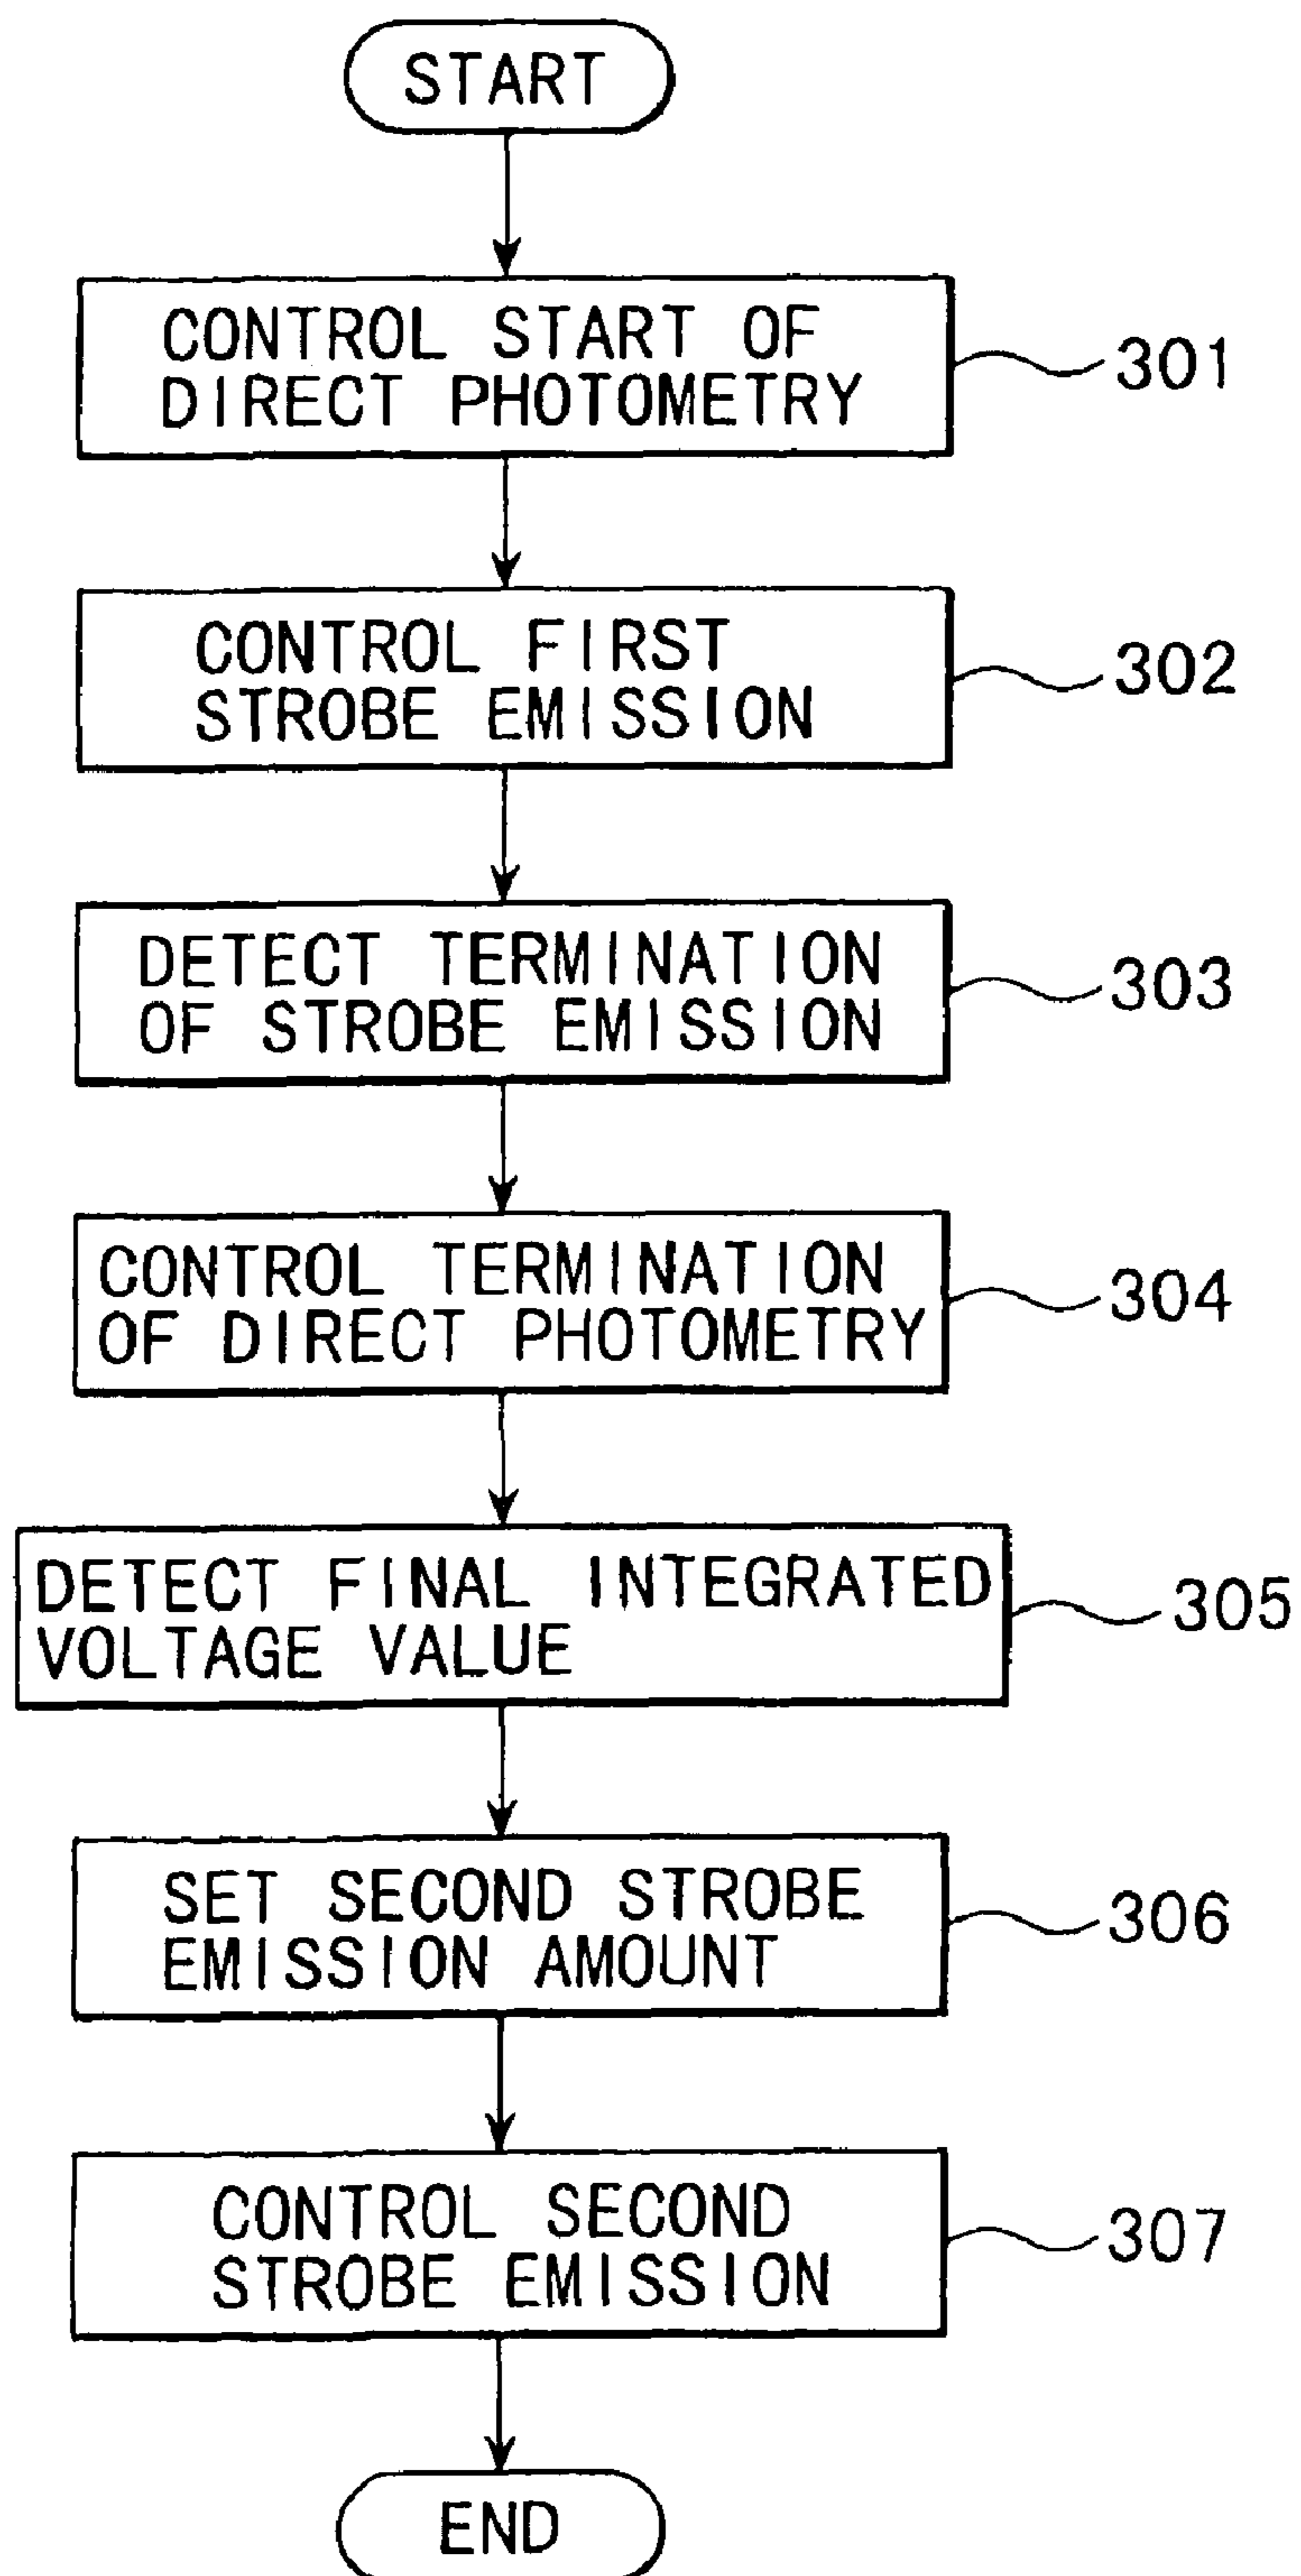 START
CONTROL START OF
DIRECT PHOTOMETRY
301
CONTROL FIRST
STROBE EMISSION
302
DETECT TERMINATION
OF STROBE EMISSION
303
CONTROL TERMINATION
OF DIRECT PHOTOMETRY
304
DETECT FINAL INTEGRATED
VOLTAGE VALUE
305
SET SECOND STROBE
EMISSION AMOUNT
306
CONTROL SECOND
STROBE EMISSION
307
END